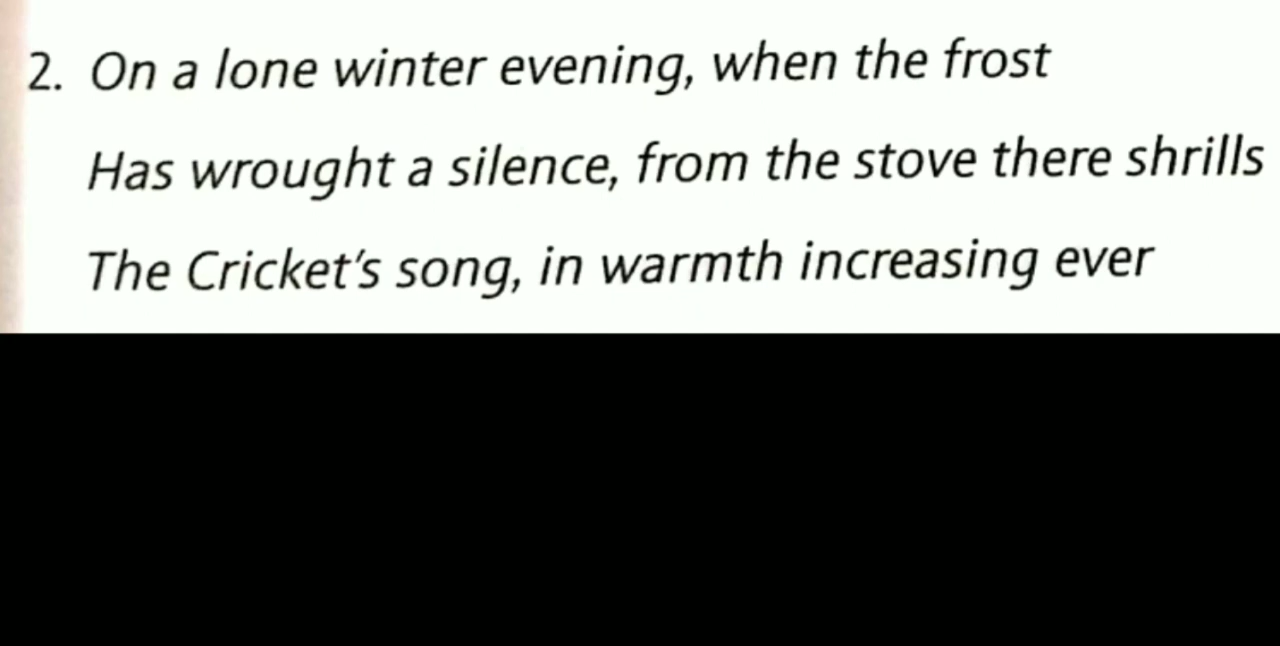 2. On a lone winter evening, when the frost
Has wrought a silence, from the stove there shrills
The Cricket's song, in warmth increasing ever